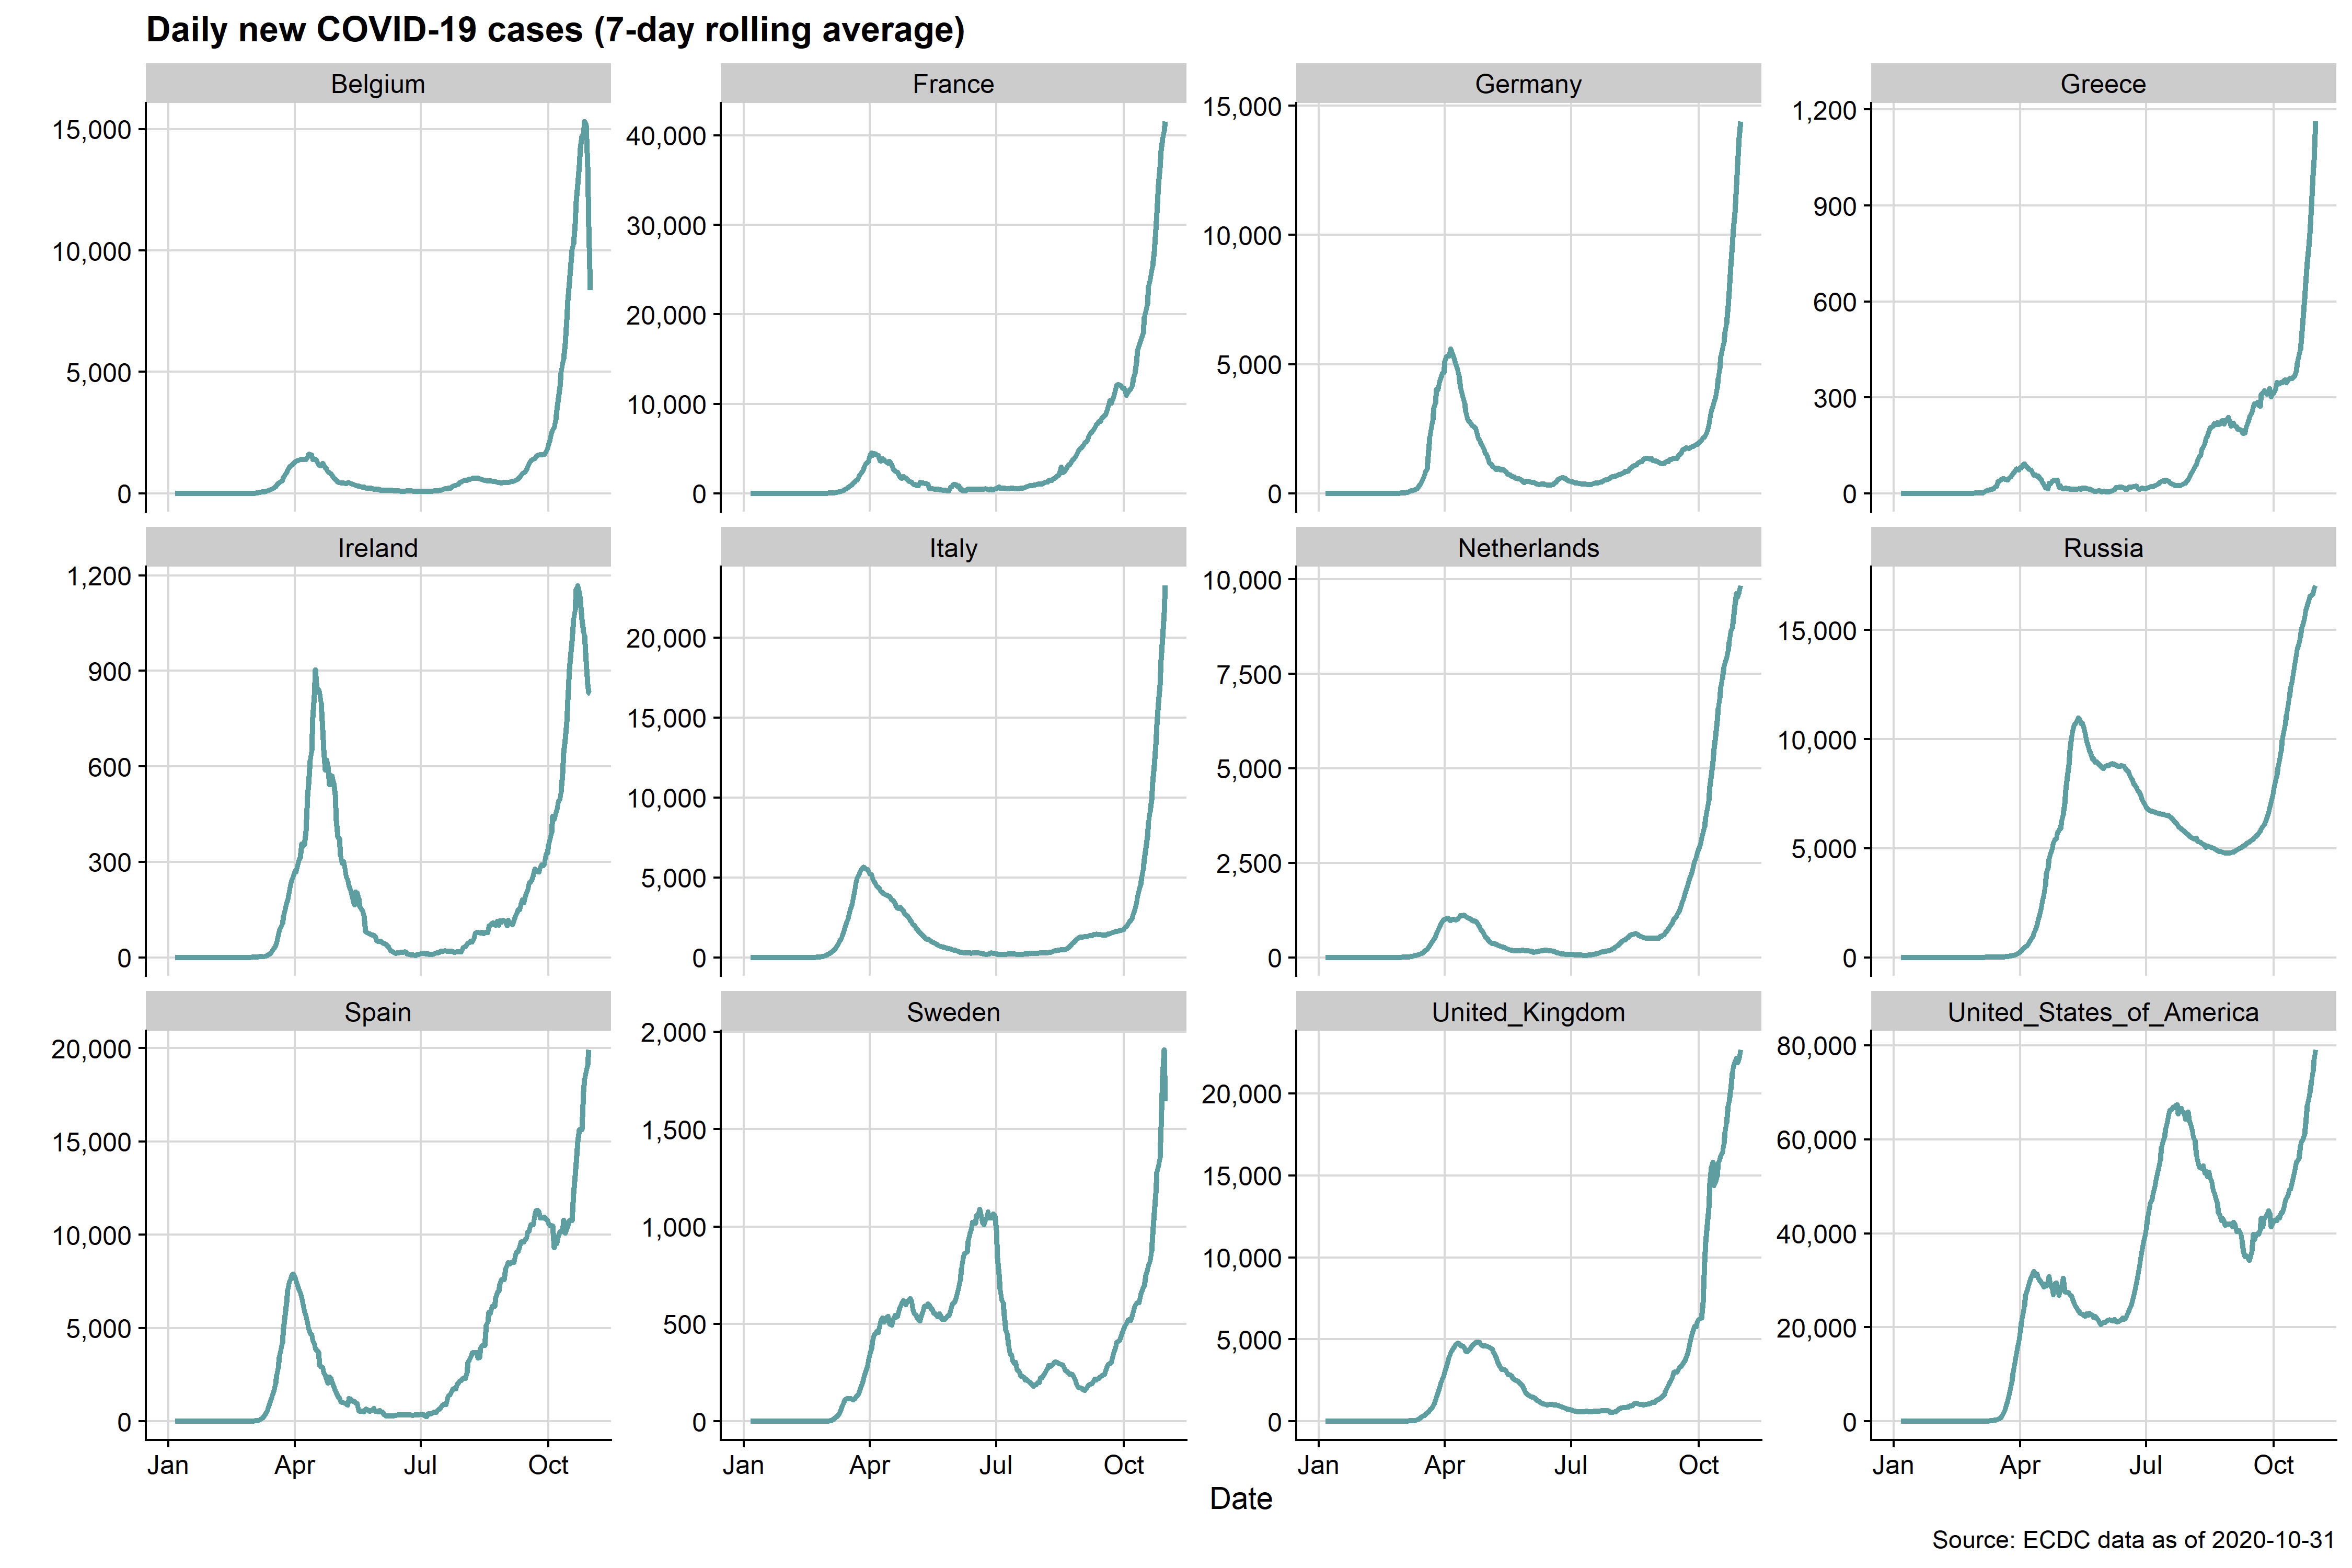 Daily new COVID-19 cases (7-day rolling average)
Belgium France Germany Greece
15,000 10,000 5,000 0
40,000 30,000 20,000 10,000 0
15,000 10,000 5,000 0
1,200 900 600 300 0
Ireland Italy Netherlands Russia
1,200 900 600 300 0
20,000 15,000 10,000 5,000 0
10,000 7,500 5,000 2,500 0
15,000 10,000 5,000 0
Spain Sweden United_Kingdom United_States_of_America
20,000 15,000 10,000 5,000 0
2,000 1,500 1,000 500 0
20,000 15,000 10,000 5,000 0
80,000 60,000 40,000 20,000 0
Jan Apr Jul Oct Jan Apr Jul Oct Jan Apr Jul Oct Jan Apr Jul Oct
Date
Source: ECDC data as of 2020-10-31